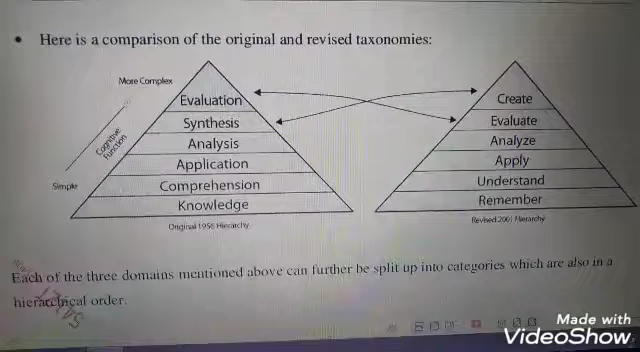 Here is a comparison of the original and revised taxonomies:
More Complex
Cognitive
Function
Simple
Evaluation
Synthesis
Analysis
Application
Comprehension
Knowledge
Original 1956 Hierarchy
Create
Evaluate
Analyze
Apply
Understand
Remember
Revised 2001 Hierarchy
Each of the three domains mentioned above can further be split up into categories which are also in a
hierarchical order.
Made with
VideoShow